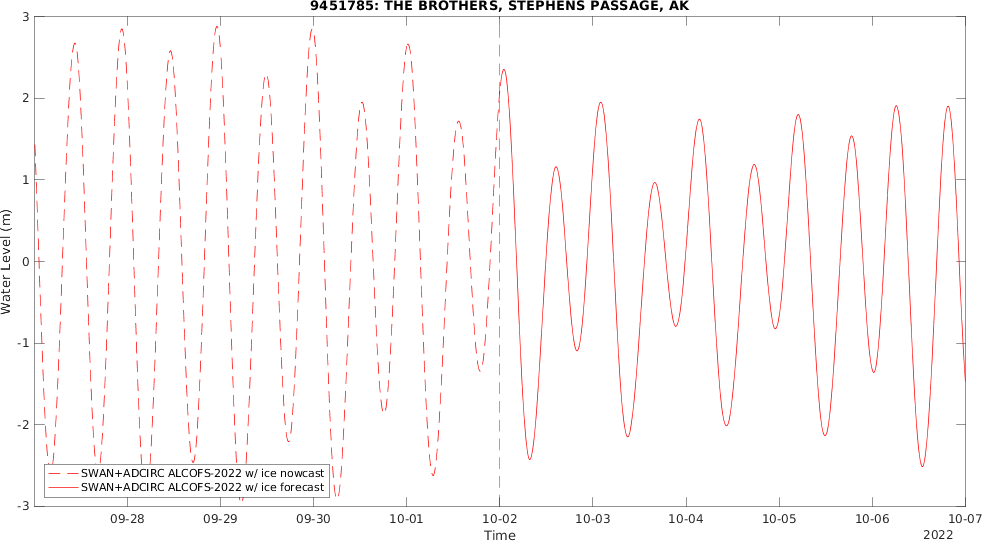 9451785: THE BROTHERS, STEPHENS PASSAGE, AK
3
2
1
0
-1
-2
-3
Water Level (m)
SWAN+ADCIRC ALCOFS-2022 w/ ice nowcast
SWAN+ADCIRC ALCOFS-2022 w/ ice forecast
09-28 09-29 09-30 10-01 10-02 10-03 10-04 10-05 10-06 10-07
Time
2022